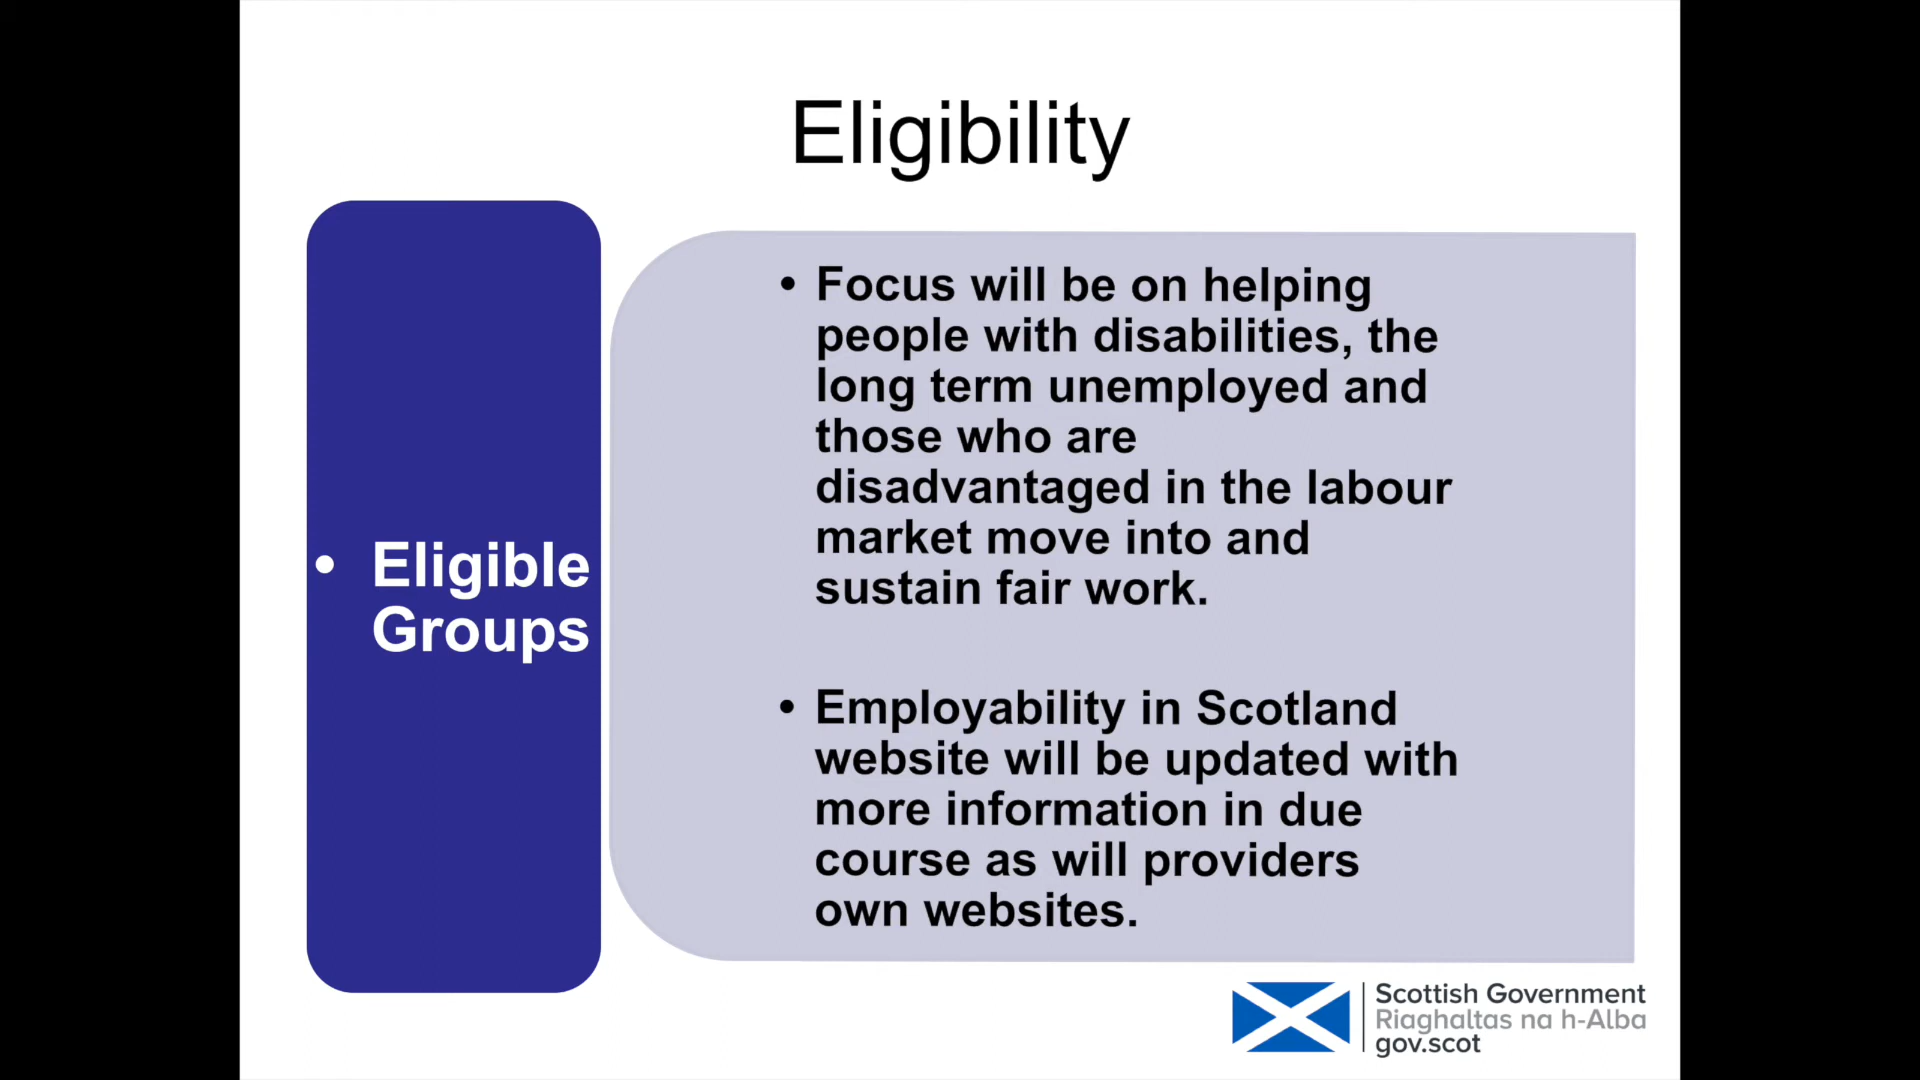 Eligibility
• Eligible
Groups
• Focus will be on helping
people with disabilities, the
long term unemployed and
those who are
disadvantaged in the labour
market move into and
sustain fair work.
• Employability in Scotland
website will be updated with
more information in due
course as will providers
own websites.
Scottish Government
Riaghaltas na h-Alba
gov.scot